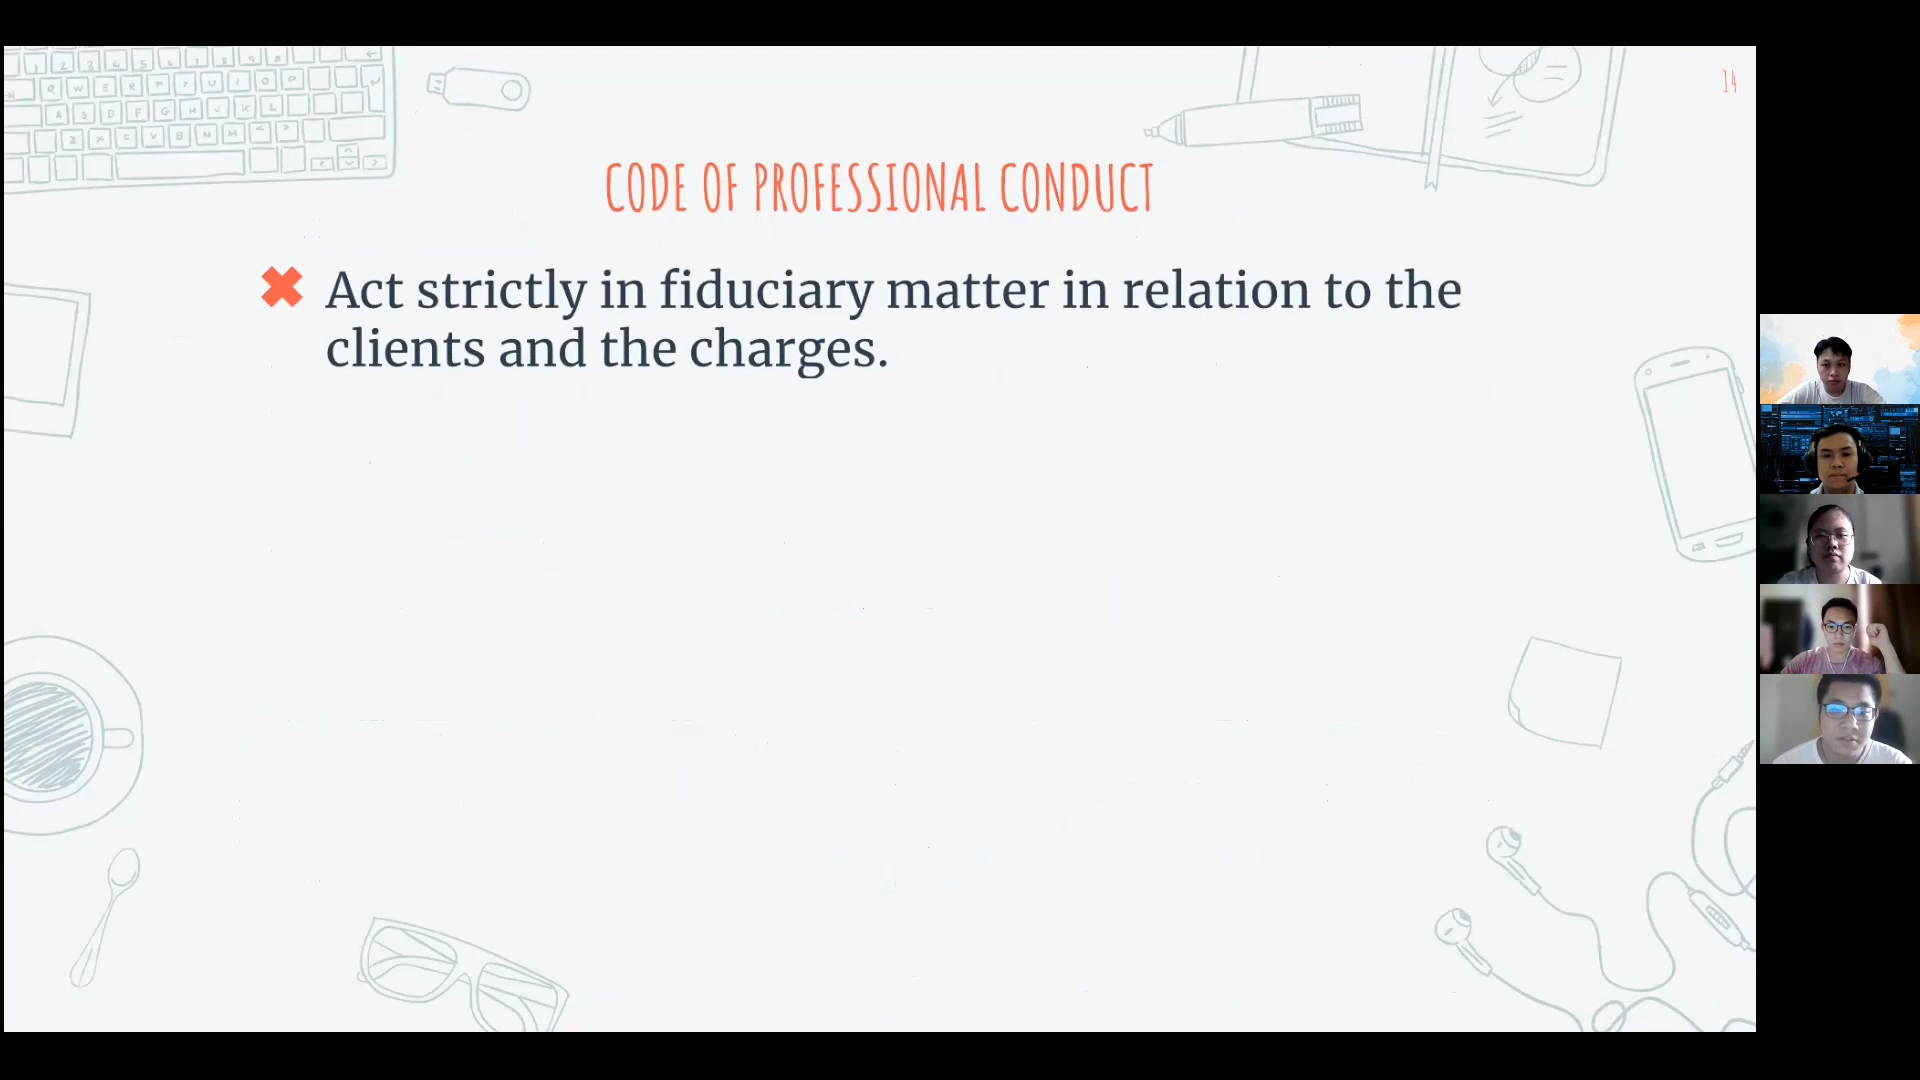 14
CODE OF PROFESSIONAL CONDUCT
✖ Act strictly in fiduciary matter in relation to the
clients and the charges.